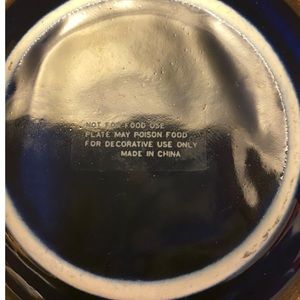 NOT FOR FOOD USE
PLATE MAY POISON FOOD
FOR DECORATIVE USE ONLY
MADE IN CHINA